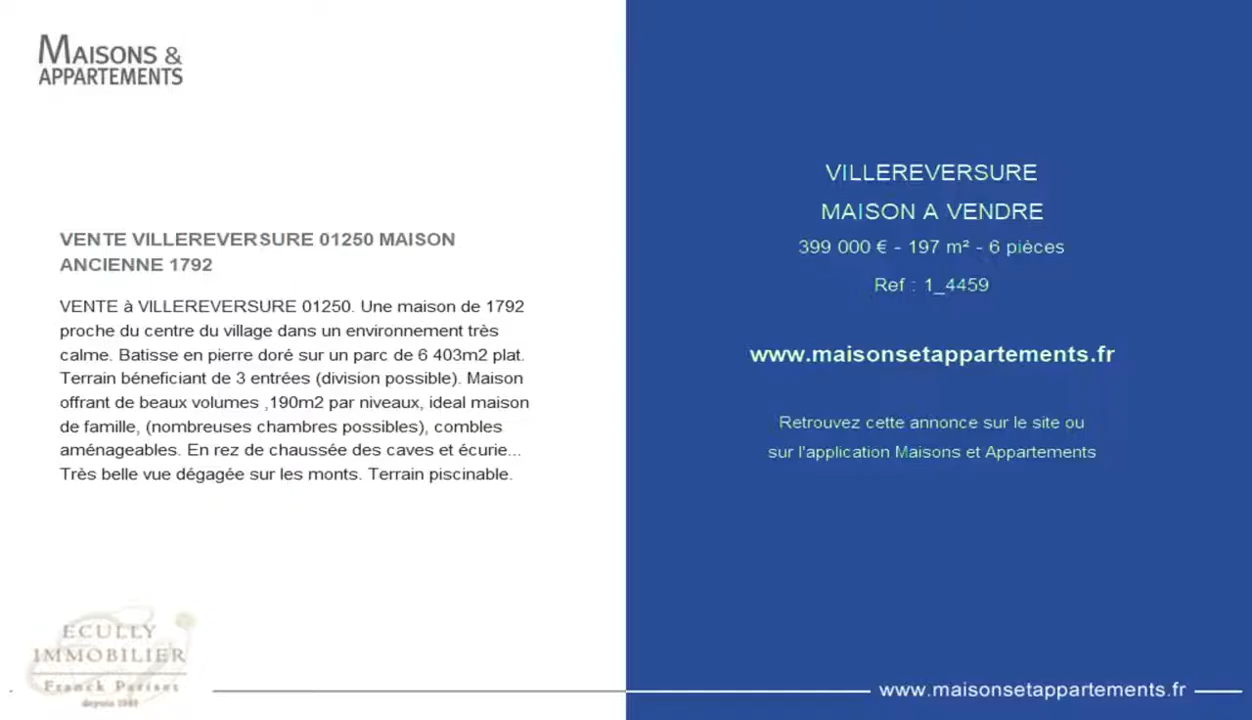 MAISONS &
APPARTEMENTS
VENTE VILLEREVERSURE 01250 MAISON
ANCIENNE 1792
VENTE à VILLEREVERSURE 01250. Une maison de 1792
proche du centre du village dans un environnement très
calme. Batisse en pierre doré sur un parc de 6 403m2 plat.
Terrain béneficiant de 3 entrées (division possible). Maison
offrant de beaux volumes ,190m2 par niveaux, ideal maison
de famille, (nombreuses chambres possibles), combles
aménageables. En rez de chaussée des caves et écurie...
Très belle vue dégagée sur les monts. Terrain piscinable.
ECULLY
IMMOBILIER
Franck Pariset
depuis
VILLEREVERSURE
MAISON A VENDRE
399 000 € - 197 m² - 6 pièces
Ref : 1_4459
www.maisonsetappartements.fr
Retrouvez cette annonce sur le site ou
sur l'application Maisons et Appartements
www.maisonsetappartements.fr